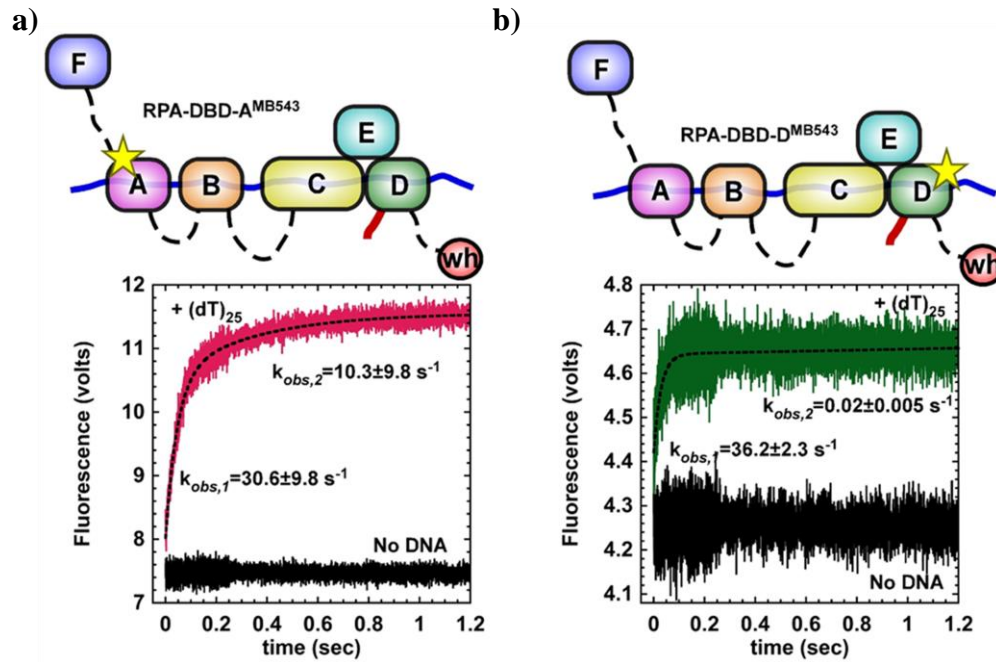 a)
F
RPA-DBD-A^MB543
E
A
B
C
D
wh
12
11
10
9
8
7
+ (dT)25
kobs,2=10.3±9.8 s-1
kobs,1=30.6±9.8 s-1
No DNA
Fluorescence (volts)
0 0.2 0.4 0.6 0.8 1 1.2
time (sec)
b)
F
RPA-DBD-D^MB543
E
A
B
C
D
wh
4.8
4.7
4.6
4.5
4.4
4.3
4.2
4.1
+ (dT)25
kobs,2=0.02±0.005 s-1
kobs,1=36.2±2.3 s-1
No DNA
Fluorescence (volts)
0 0.2 0.4 0.6 0.8 1 1.2
time (sec)